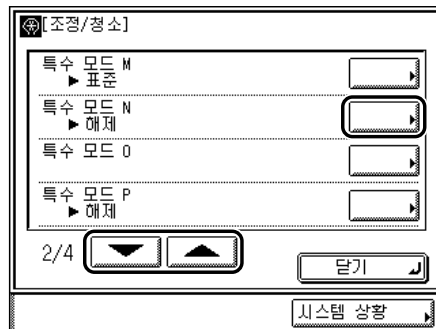 [조정/청소]
특수 모드 M
▶ 표준
특수 모드 N
▶ 해제
특수 모드 O
특수 모드 P
▶ 해제
2/4
닫기
시스템 상황